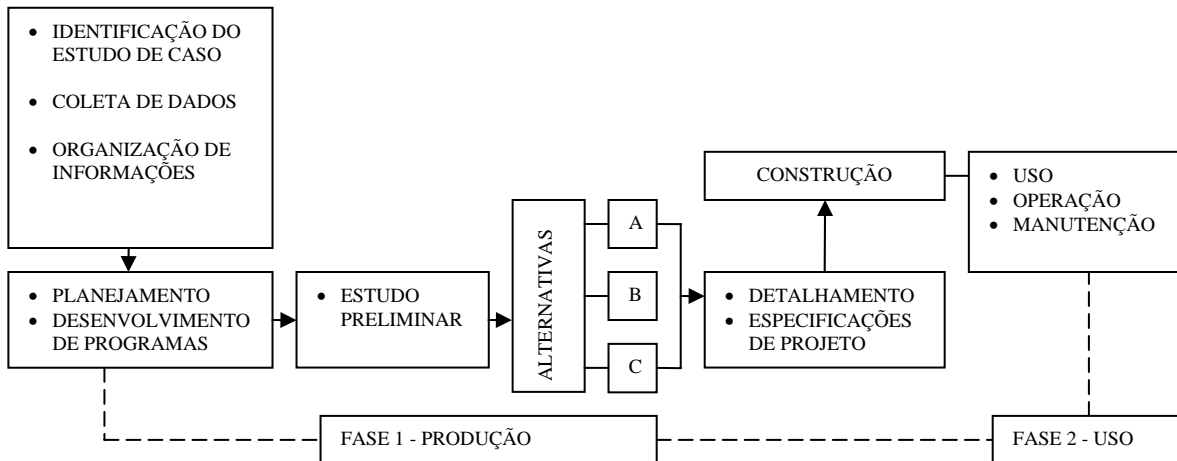 • IDENTIFICAÇÃO DO
ESTUDO DE CASO
• COLETA DE DADOS
• ORGANIZAÇÃO DE
INFORMAÇÕES
• PLANEJAMENTO
• DESENVOLVIMENTO
DE PROGRAMAS
• ESTUDO
PRELIMINAR
ALTERNATIVAS
A
B
C
• DETALHAMENTO
• ESPECIFICAÇÕES
DE PROJETO
CONSTRUÇÃO
• USO
• OPERAÇÃO
• MANUTENÇÃO
FASE 1 - PRODUÇÃO
FASE 2 - USO